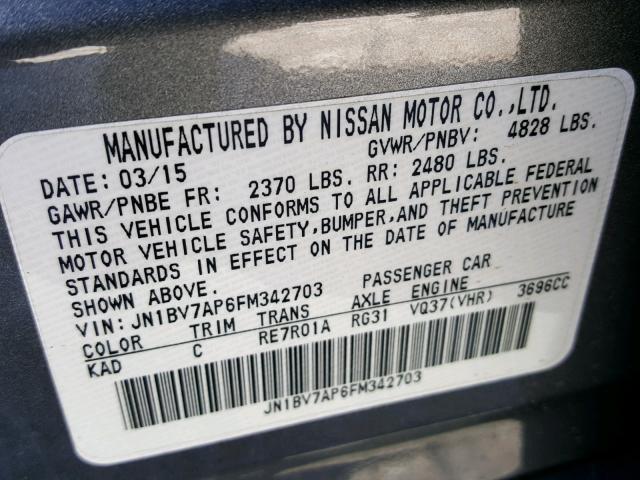 MANUFACTURED BY NISSAN MOTOR CO.,LTD.
DATE: 03/15 GVWR/PNBV: 4828 LBS.
GAWR/PNBE FR: 2370 LBS. RR: 2480 LBS.
THIS VEHICLE CONFORMS TO ALL APPLICABLE FEDERAL
MOTOR VEHICLE SAFETY,BUMPER,AND THEFT PREVENTION
STANDARDS IN EFFECT ON THE DATE OF MANUFACTURE
SHOWN ABOVE.
VIN: JN1BV7AP6FM342703 PASSENGER CAR
COLOR TRIM TRANS AXLE ENGINE
KAD C RE7R01A RG31 VQ37(VHR) 3696CC
JN1BV7AP6FM342703